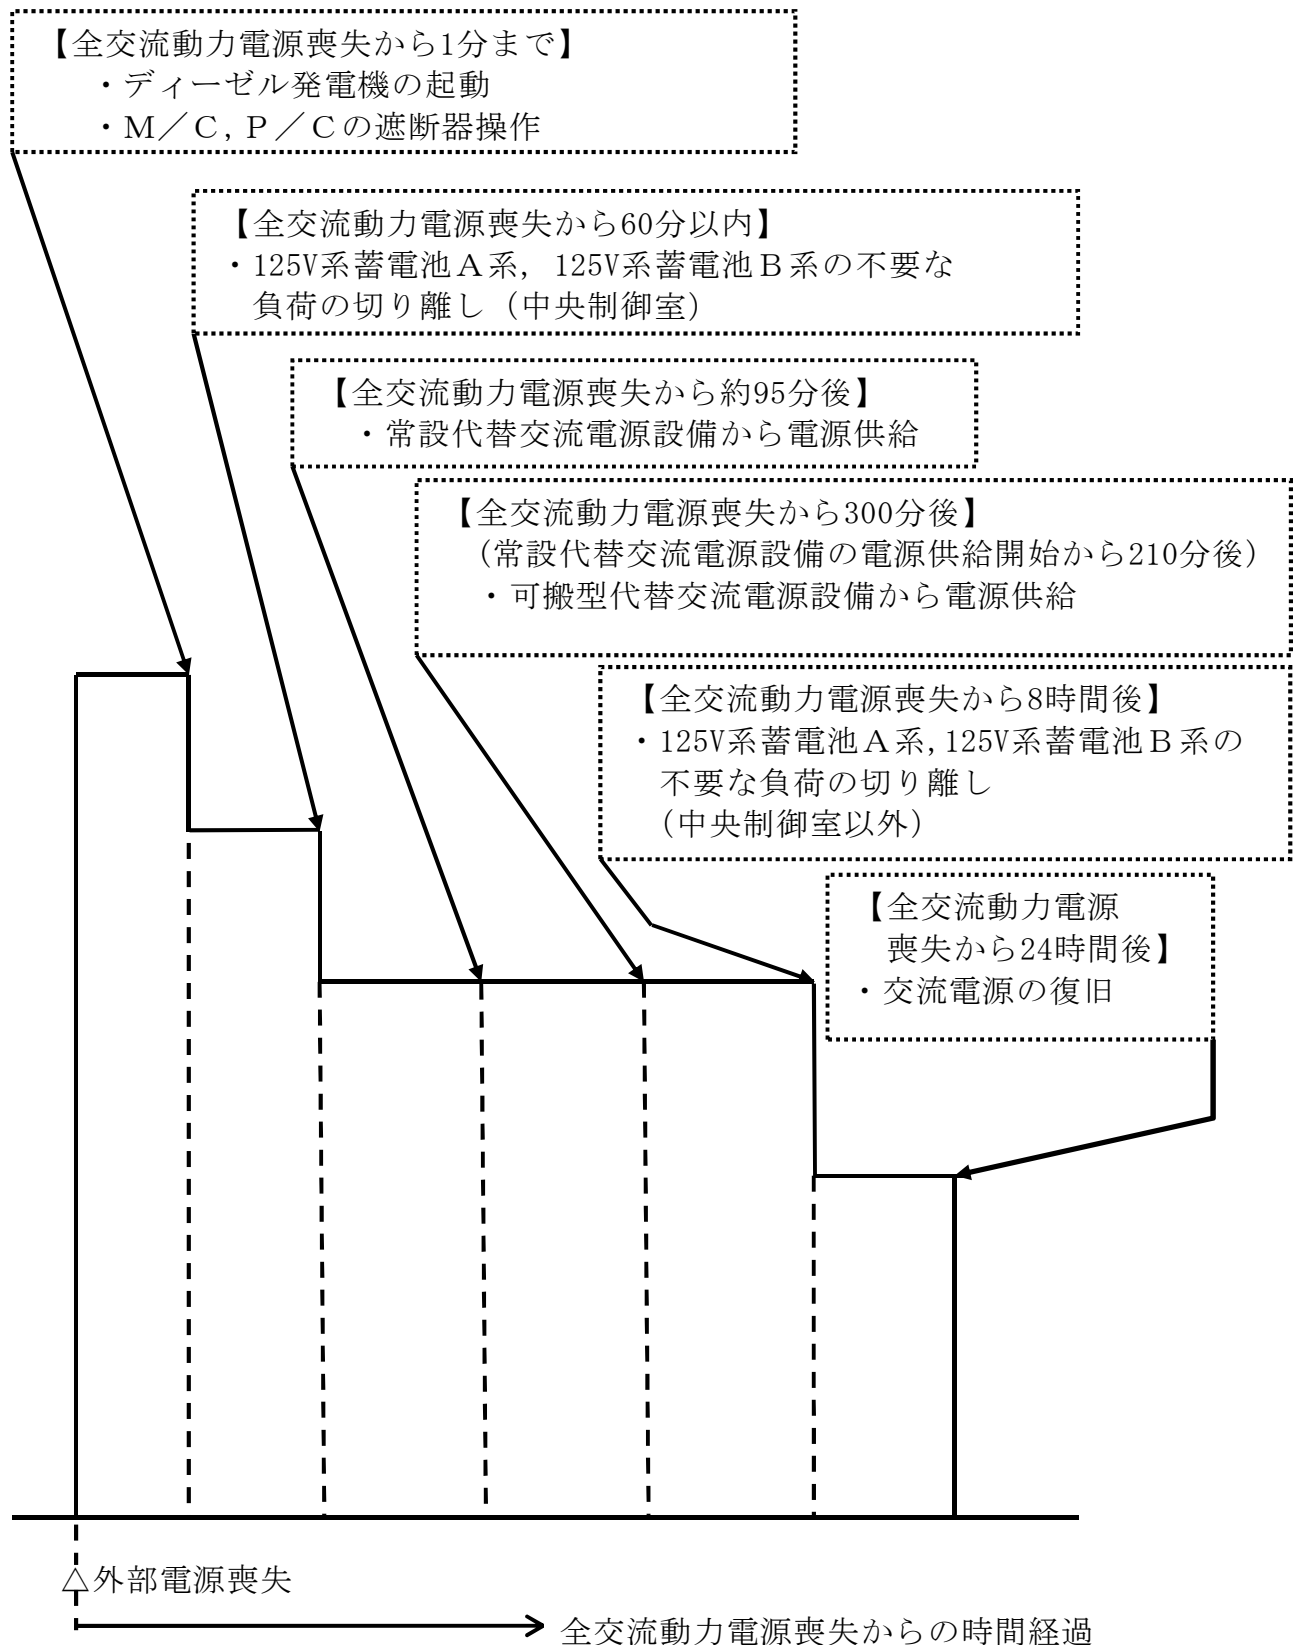 【全交流動力電源喪失から1分まで】
・ディーゼル発電機の起動
・Ｍ／Ｃ，Ｐ／Ｃの遮断器操作
【全交流動力電源喪失から60分以内】
・125V系蓄電池Ａ系，125V系蓄電池Ｂ系の不要な
負荷の切り離し（中央制御室）
【全交流動力電源喪失から約95分後】
・常設代替交流電源設備から電源供給
【全交流動力電源喪失から300分後】
（常設代替交流電源設備の電源供給開始から210分後）
・可搬型代替交流電源設備から電源供給
【全交流動力電源喪失から8時間後】
・125V系蓄電池Ａ系，125V系蓄電池Ｂ系の
不要な負荷の切り離し
（中央制御室以外）
【全交流動力電源
喪失から24時間後】
・交流電源の復旧
△外部電源喪失
全交流動力電源喪失からの時間経過